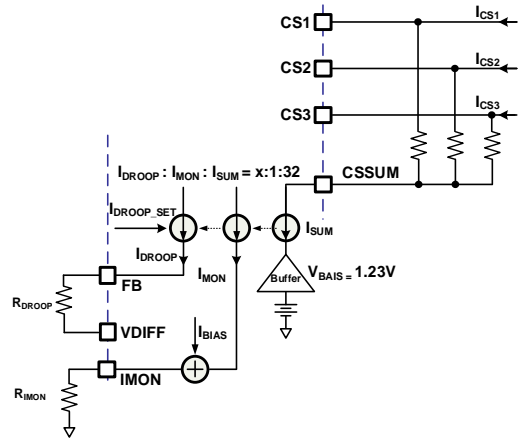 CS1
I_CS1
CS2
I_CS2
CS3
I_CS3
CSSUM
I_DROOP : I_MON : I_SUM = x:1:32
I_DROOP_SET
I_SUM
I_DROOP
I_MON
Buffer
V_BAIS = 1.23V
FB
R_DROOP
VDIFF
I_BIAS
IMON
R_IMON